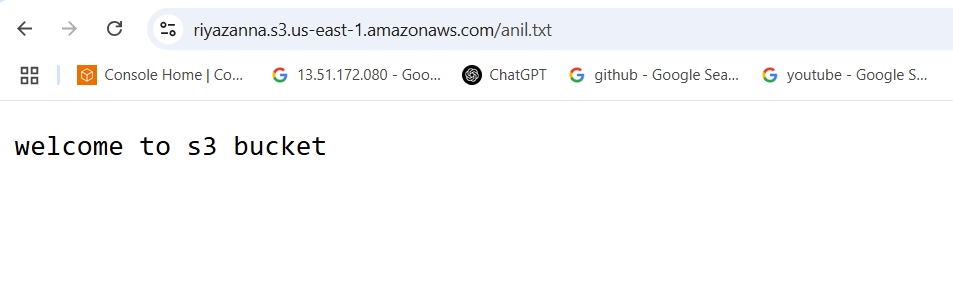 riyazanna.s3.us-east-1.amazonaws.com/anil.txt
Console Home | Co... 13.51.172.080 - Goo... ChatGPT github - Google Sea... youtube - Google S...
welcome to s3 bucket